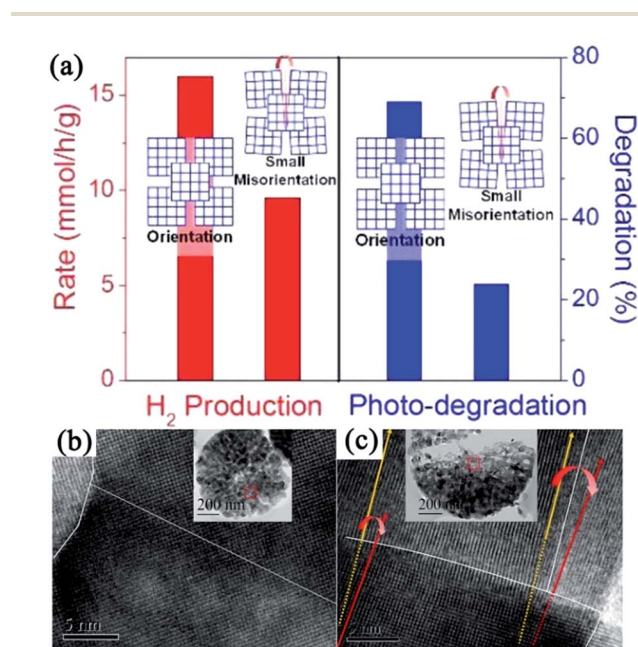 (a)
Rate (mmol/h/g)
15
10
5
0
Orientation
Small
Misorientation
H₂ Production
Orientation
Small
Misorientation
Photo-degradation
80
60
40
20
0
Degradation (%)
(b)
200 nm
5 nm
(c)
200 nm